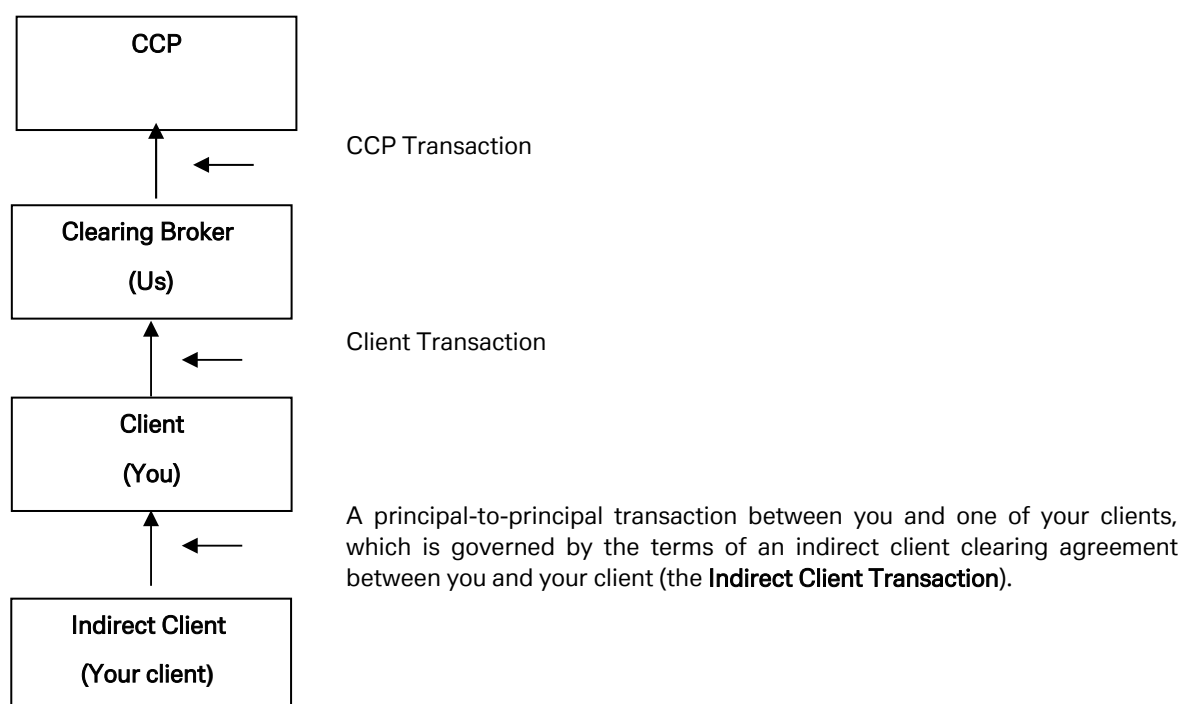 CCP
CCP Transaction
Clearing Broker
(Us)
Client Transaction
Client
(You)
A principal-to-principal transaction between you and one of your clients,
which is governed by the terms of an indirect client clearing agreement
between you and your client (the Indirect Client Transaction).
Indirect Client
(Your client)